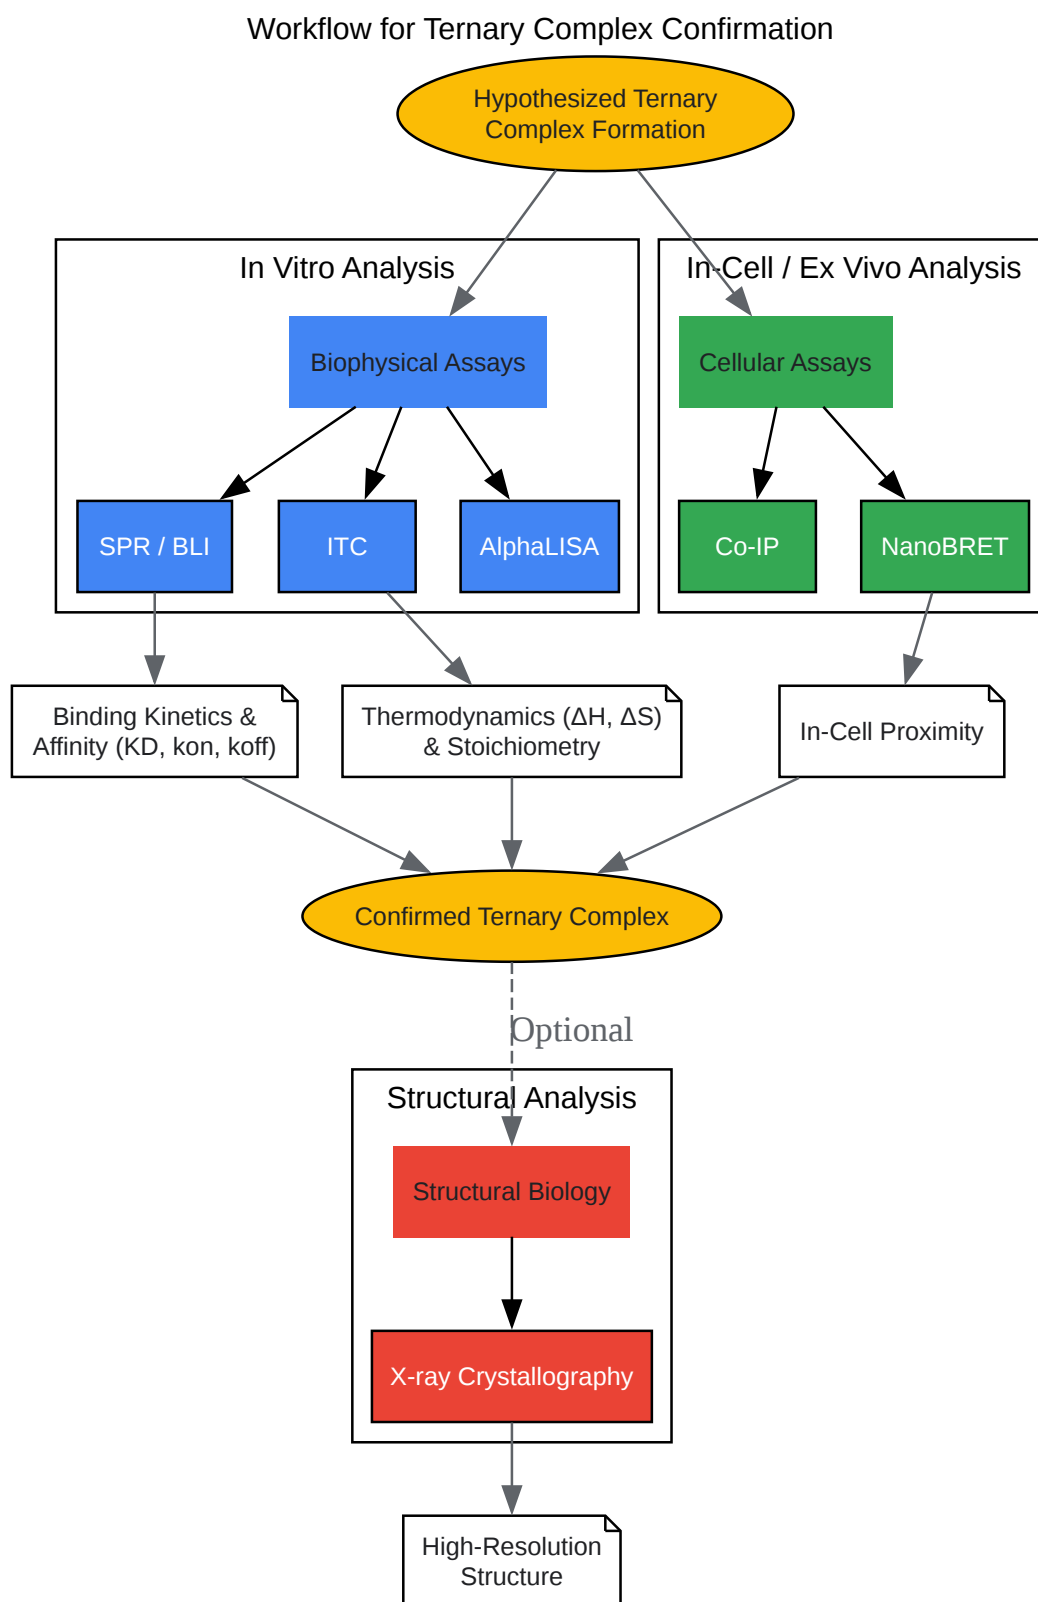 Workflow for Ternary Complex Confirmation
Hypothesized Ternary
Complex Formation
In Vitro Analysis
In-Cell / Ex Vivo Analysis
Biophysical Assays
Cellular Assays
SPR / BLI
ITC
AlphaLISA
Co-IP
NanoBRET
Binding Kinetics &
Affinity (KD, kon, koff)
Thermodynamics (ΔH, ΔS)
& Stoichiometry
In-Cell Proximity
Confirmed Ternary Complex
Optional
Structural Analysis
Structural Biology
X-ray Crystallography
High-Resolution
Structure